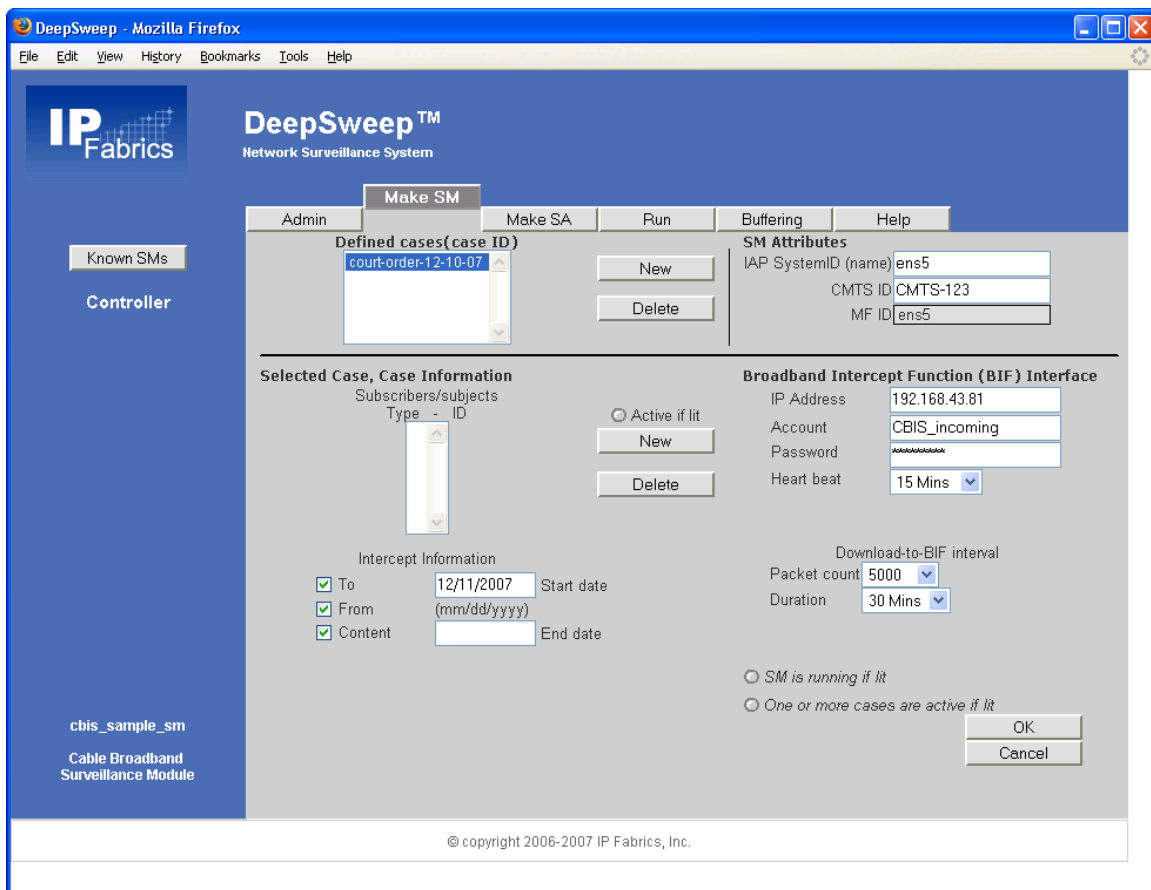 DeepSweep - Mozilla Firefox
File Edit View History Bookmarks Tools Help
IP Fabrics
DeepSweep™
Network Surveillance System
Make SM
Admin Make SA Run Buffering Help
Known SMs
Controller
Defined cases(case ID)
court-order-12-10-07
New
Delete
SM Attributes
IAP SystemID (name) ens5
CMTS ID CMTS-123
MF ID ens5
Selected Case, Case Information
Subscribers/subjects
Type - ID
Active if lit
New
Delete
Broadband Intercept Function (BIF) Interface
IP Address 192.168.43.81
Account CBIS_incoming
Password *********
Heart beat 15 Mins
Intercept Information
To 12/11/2007 Start date
From (mm/dd/yyyy)
Content End date
Download-to-BIF interval
Packet count 5000
Duration 30 Mins
SM is running if lit
One or more cases are active if lit
OK
Cancel
cbis_sample_sm
Cable Broadband
Surveillance Module
© copyright 2006-2007 IP Fabrics, Inc.